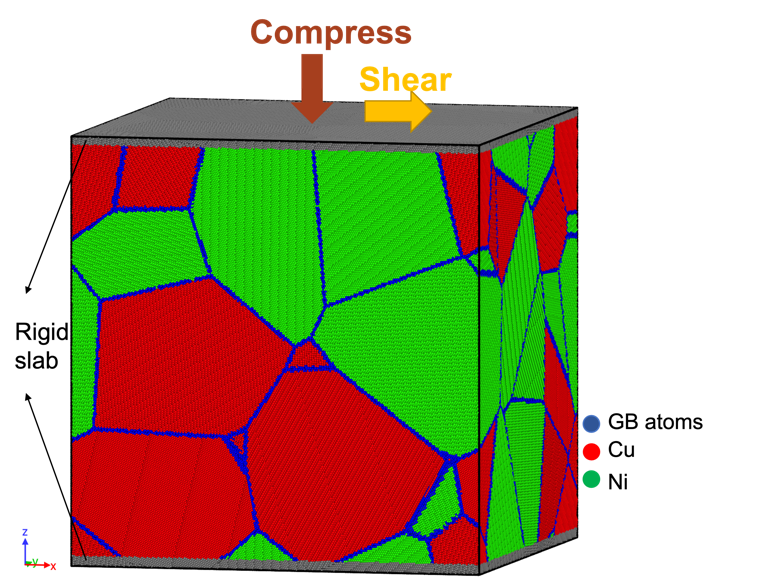 Compress
Shear
Rigid
slab
GB atoms
Cu
Ni
z
y
x